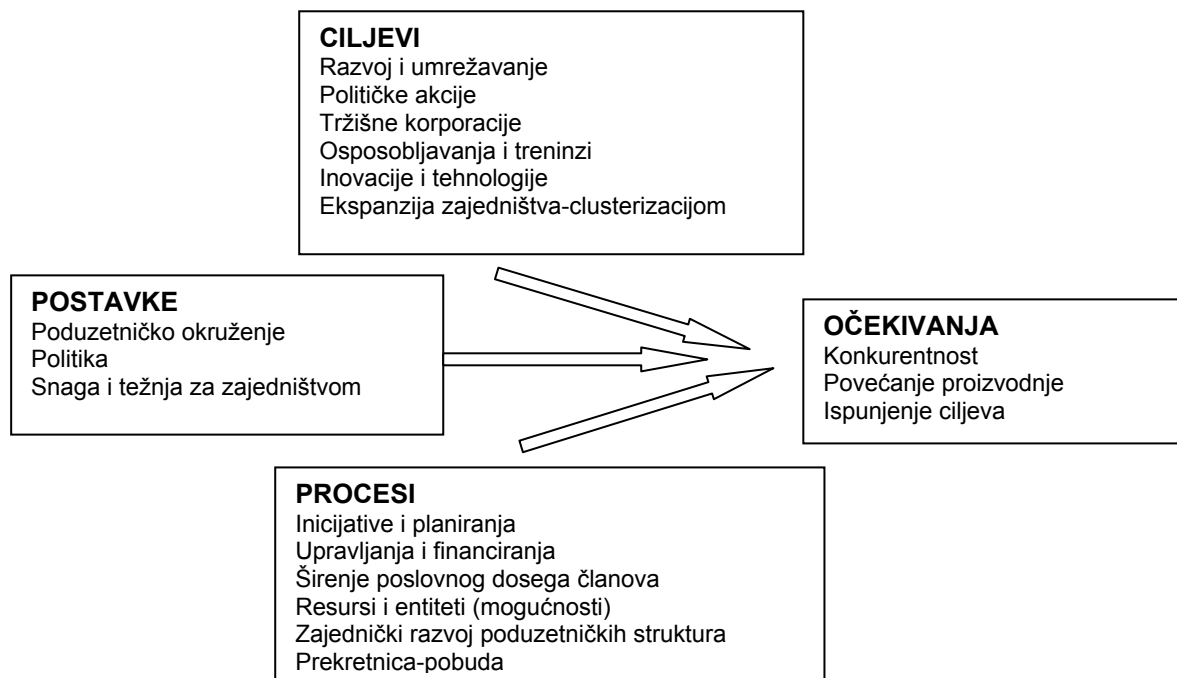 CILJEVI
Razvoj i umrežavanje
Političke akcije
Tržišne korporacije
Osposobljavanja i treninzi
Inovacije i tehnologije
Ekspanzija zajedništva-clusterizacijom
POSTAVKE
Poduzetničko okruženje
Politika
Snaga i težnja za zajedništvom
OČEKIVANJA
Konkurentnost
Povećanje proizvodnje
Ispunjenje ciljeva
PROCESI
Inicijative i planiranja
Upravljanja i financiranja
Širenje poslovnog dosega članova
Resursi i entiteti (mogućnosti)
Zajednički razvoj poduzetničkih struktura
Prekretnica-pobuda